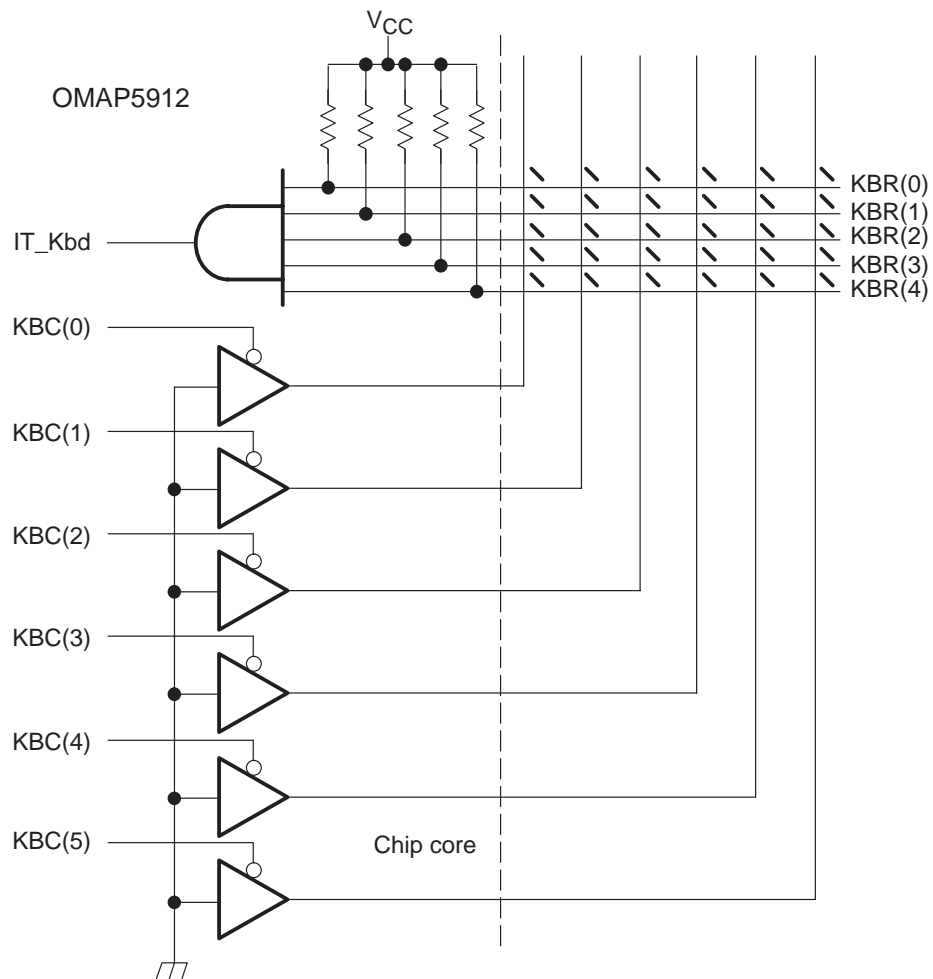 VCC
OMAP5912
KBR(0)
KBR(1)
KBR(2)
KBR(3)
KBR(4)
IT_Kbd
KBC(0)
KBC(1)
KBC(2)
KBC(3)
KBC(4)
KBC(5)
Chip core